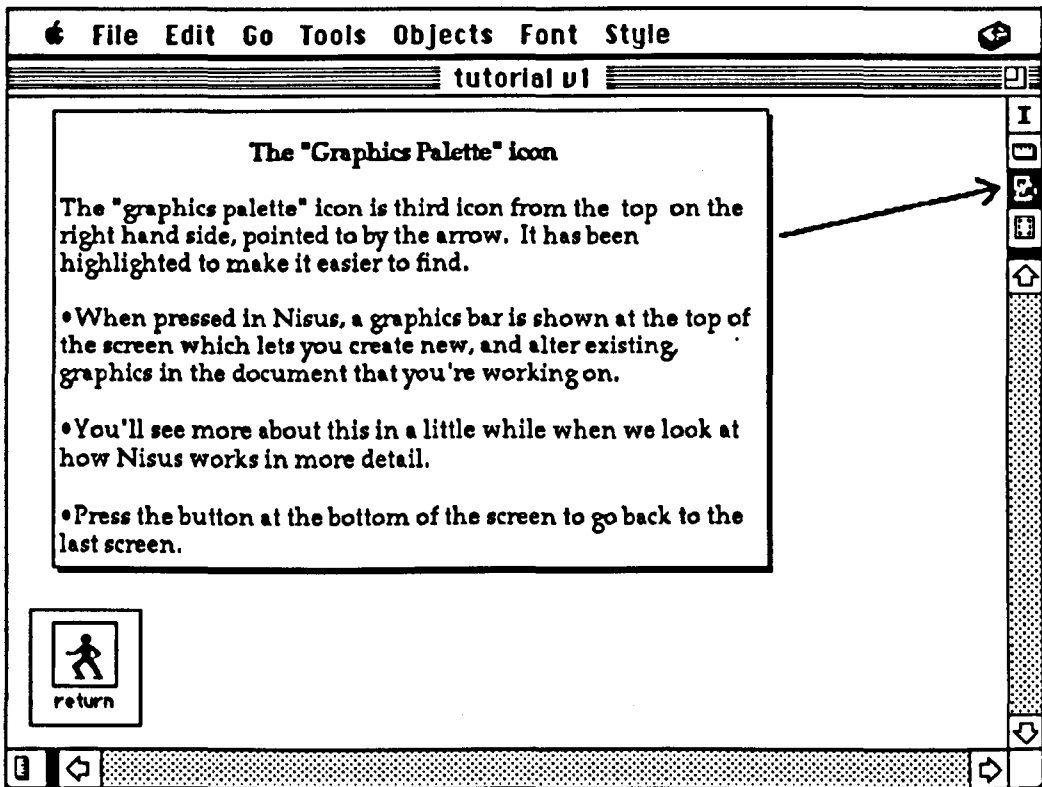 File Edit Go Tools Objects Font Style
tutorial v1
The "Graphics Palette" icon
The "graphics palette" icon is third icon from the top on the
right hand side, pointed to by the arrow. It has been
highlighted to make it easier to find.
•When pressed in Nisus, a graphics bar is shown at the top of
the screen which lets you create new, and alter existing,
graphics in the document that you're working on.
•You'll see more about this in a little while when we look at
how Nisus works in more detail.
•Press the button at the bottom of the screen to go back to the
last screen.
return